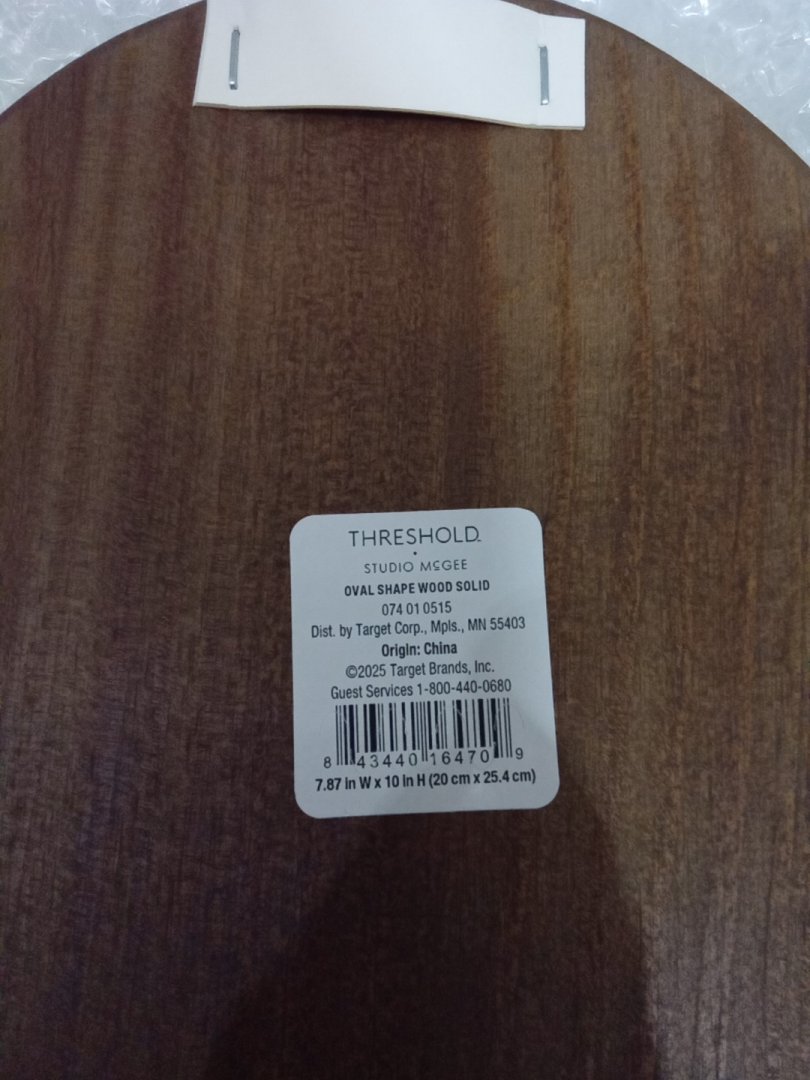 THRESHOLD™
•
STUDIO McGEE
OVAL SHAPE WOOD SOLID
074 01 0515
Dist. by Target Corp., Mpls., MN 55403
Origin: China
©2025 Target Brands, Inc.
Guest Services 1-800-440-0680
8 43440 16470 9
7.87 in W x 10 in H (20 cm x 25.4 cm)